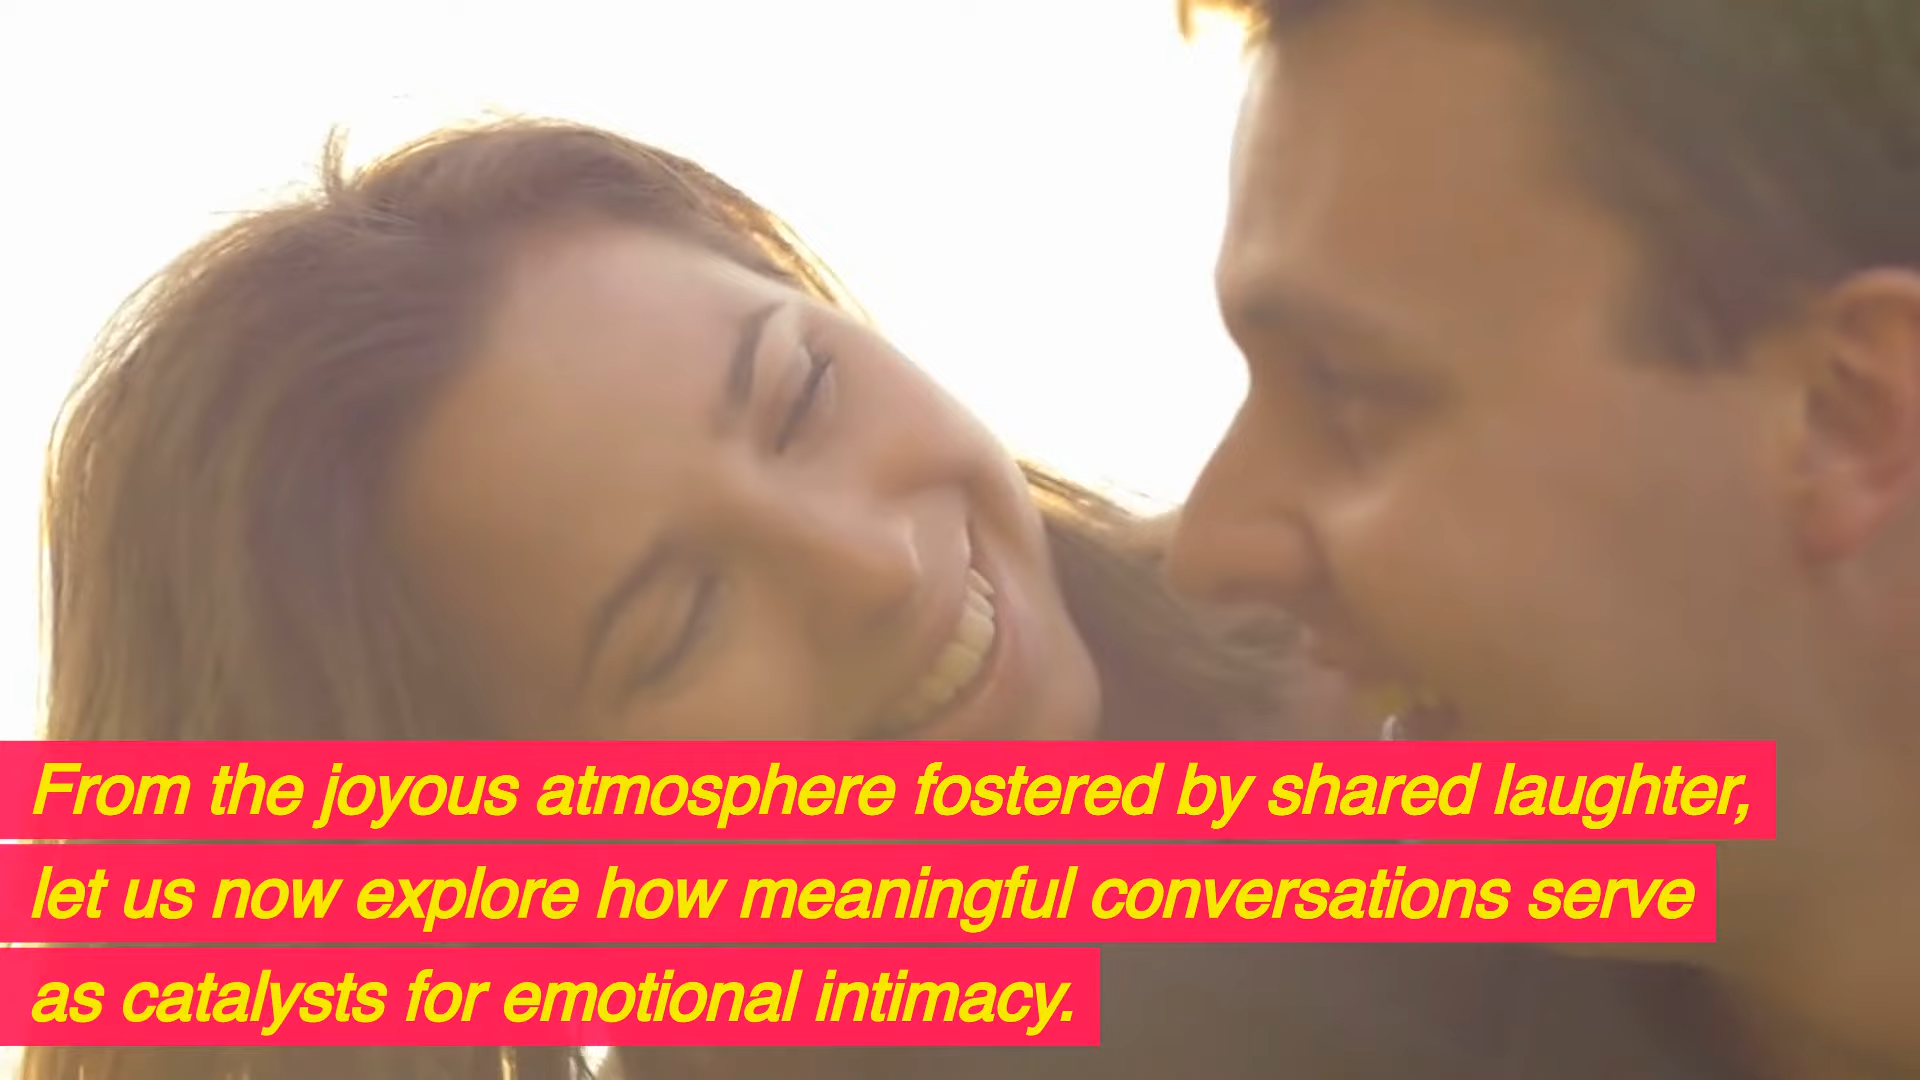 From the joyous atmosphere fostered by shared laughter,
let us now explore how meaningful conversations serve
as catalysts for emotional intimacy.